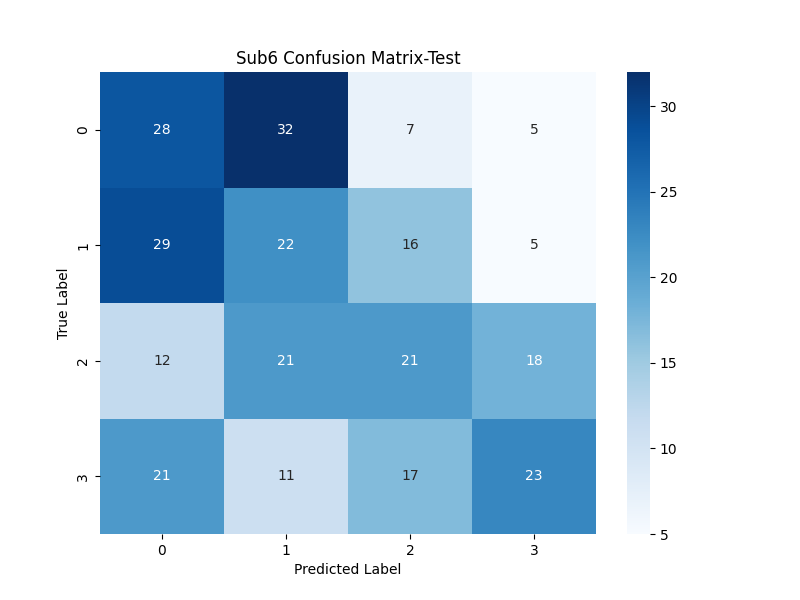 Sub6 Confusion Matrix-Test
0 28 32 7 5
1 29 22 16 5
2 12 21 21 18
3 21 11 17 23
0 1 2 3
True Label
Predicted Label
30
25
20
15
10
5